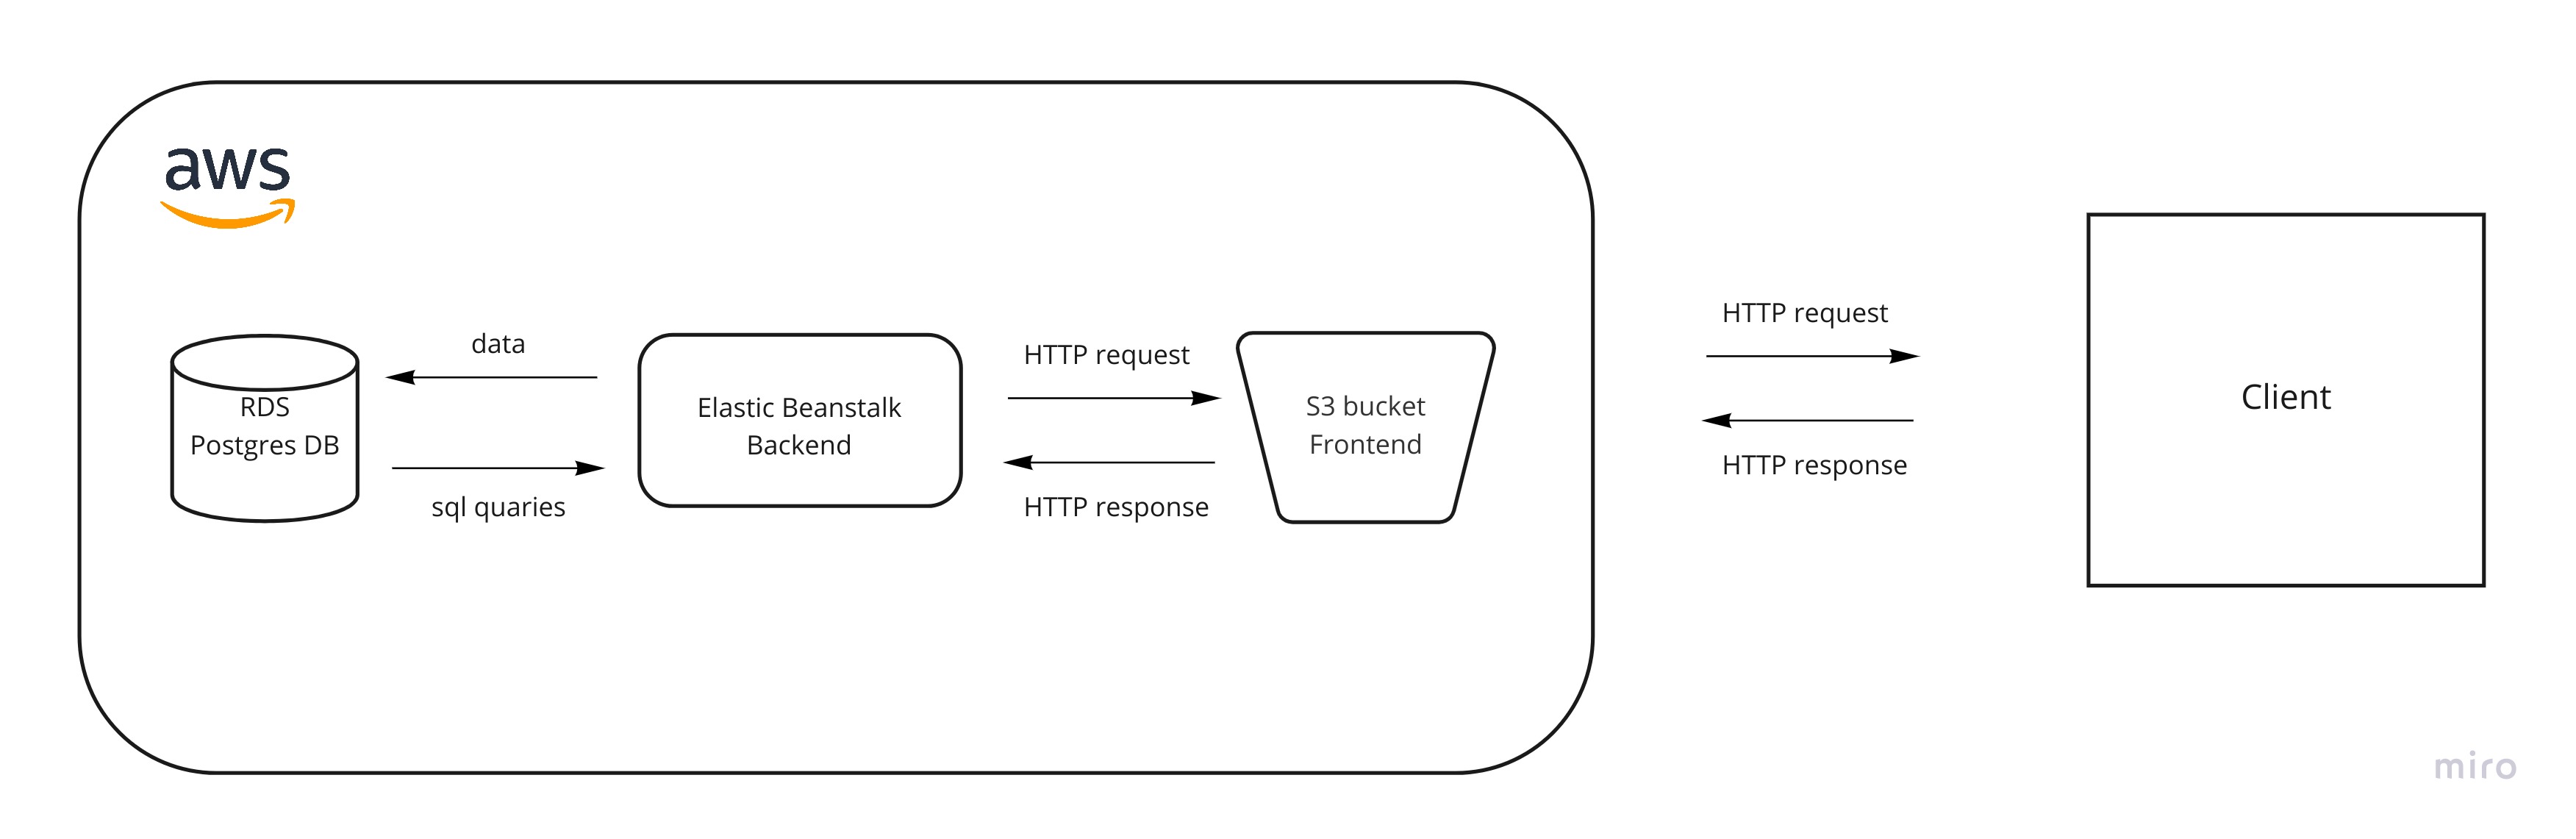 aws
data
RDS
Postgres DB
sql quaries
Elastic Beanstalk
Backend
HTTP request
HTTP response
S3 bucket
Frontend
HTTP request
HTTP response
Client
miro